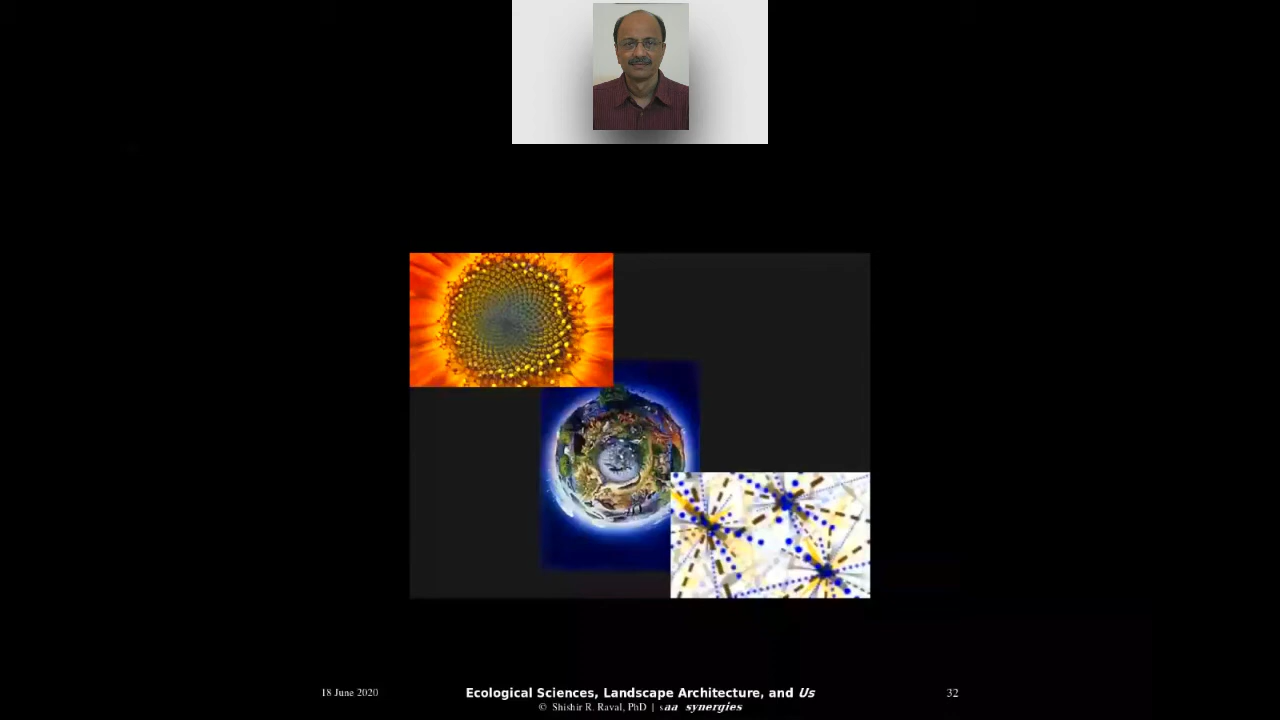 18 June 2020
Ecological Sciences, Landscape Architecture, and Us
32
© Shishir R. Raval, PhD | saa synergies